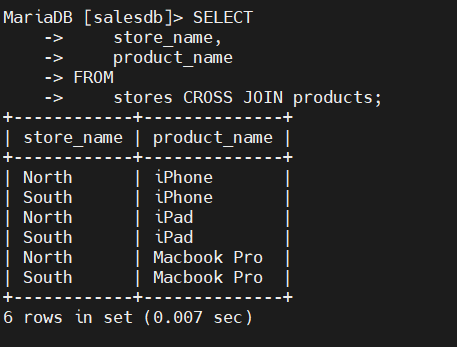 MariaDB [salesdb]> SELECT
    ->     store_name,
    ->     product_name
    -> FROM
    ->     stores CROSS JOIN products;
+------------+--------------+
| store_name | product_name |
+------------+--------------+
| North      | iPhone       |
| South      | iPhone       |
| North      | iPad         |
| South      | iPad         |
| North      | Macbook Pro  |
| South      | Macbook Pro  |
+------------+--------------+
6 rows in set (0.007 sec)